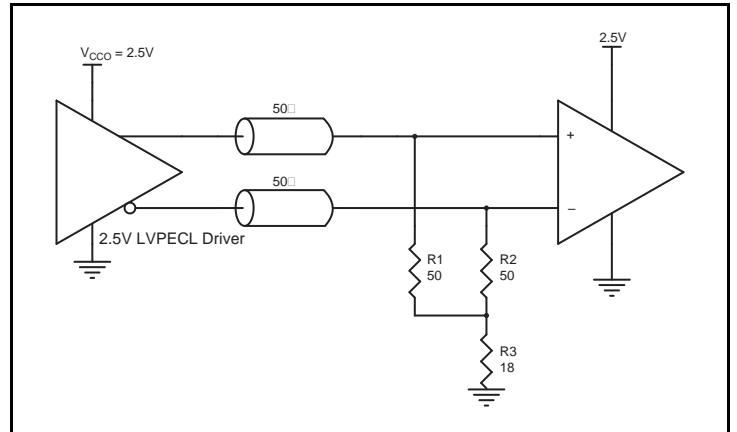 V_CCO = 2.5V
2.5V
50□
+
50□
–
2.5V LVPECL Driver
R1
50
R2
50
R3
18